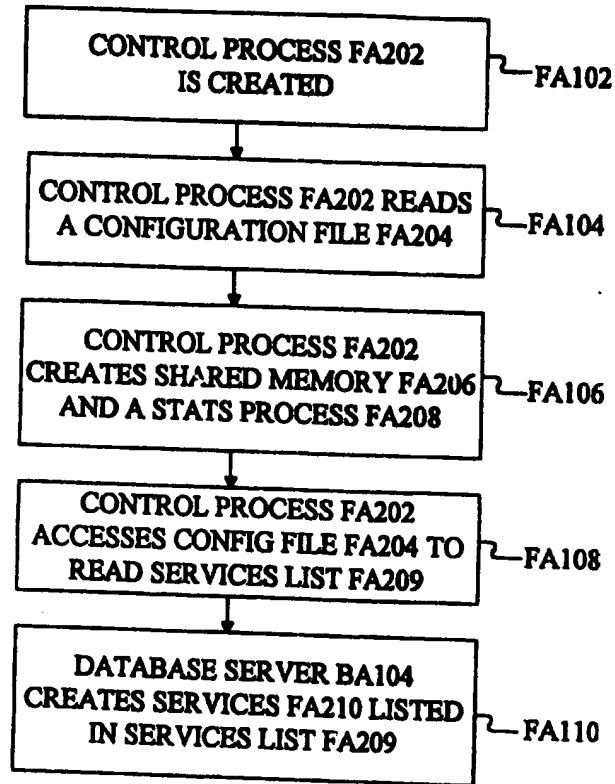 CONTROL PROCESS FA202
IS CREATED
FA102
CONTROL PROCESS FA202 READS
A CONFIGURATION FILE FA204
FA104
CONTROL PROCESS FA202
CREATES SHARED MEMORY FA206
AND A STATS PROCESS FA208
FA106
CONTROL PROCESS FA202
ACCESSES CONFIG FILE FA204 TO
READ SERVICES LIST FA209
FA108
DATABASE SERVER BA104
CREATES SERVICES FA210 LISTED
IN SERVICES LIST FA209
FA110